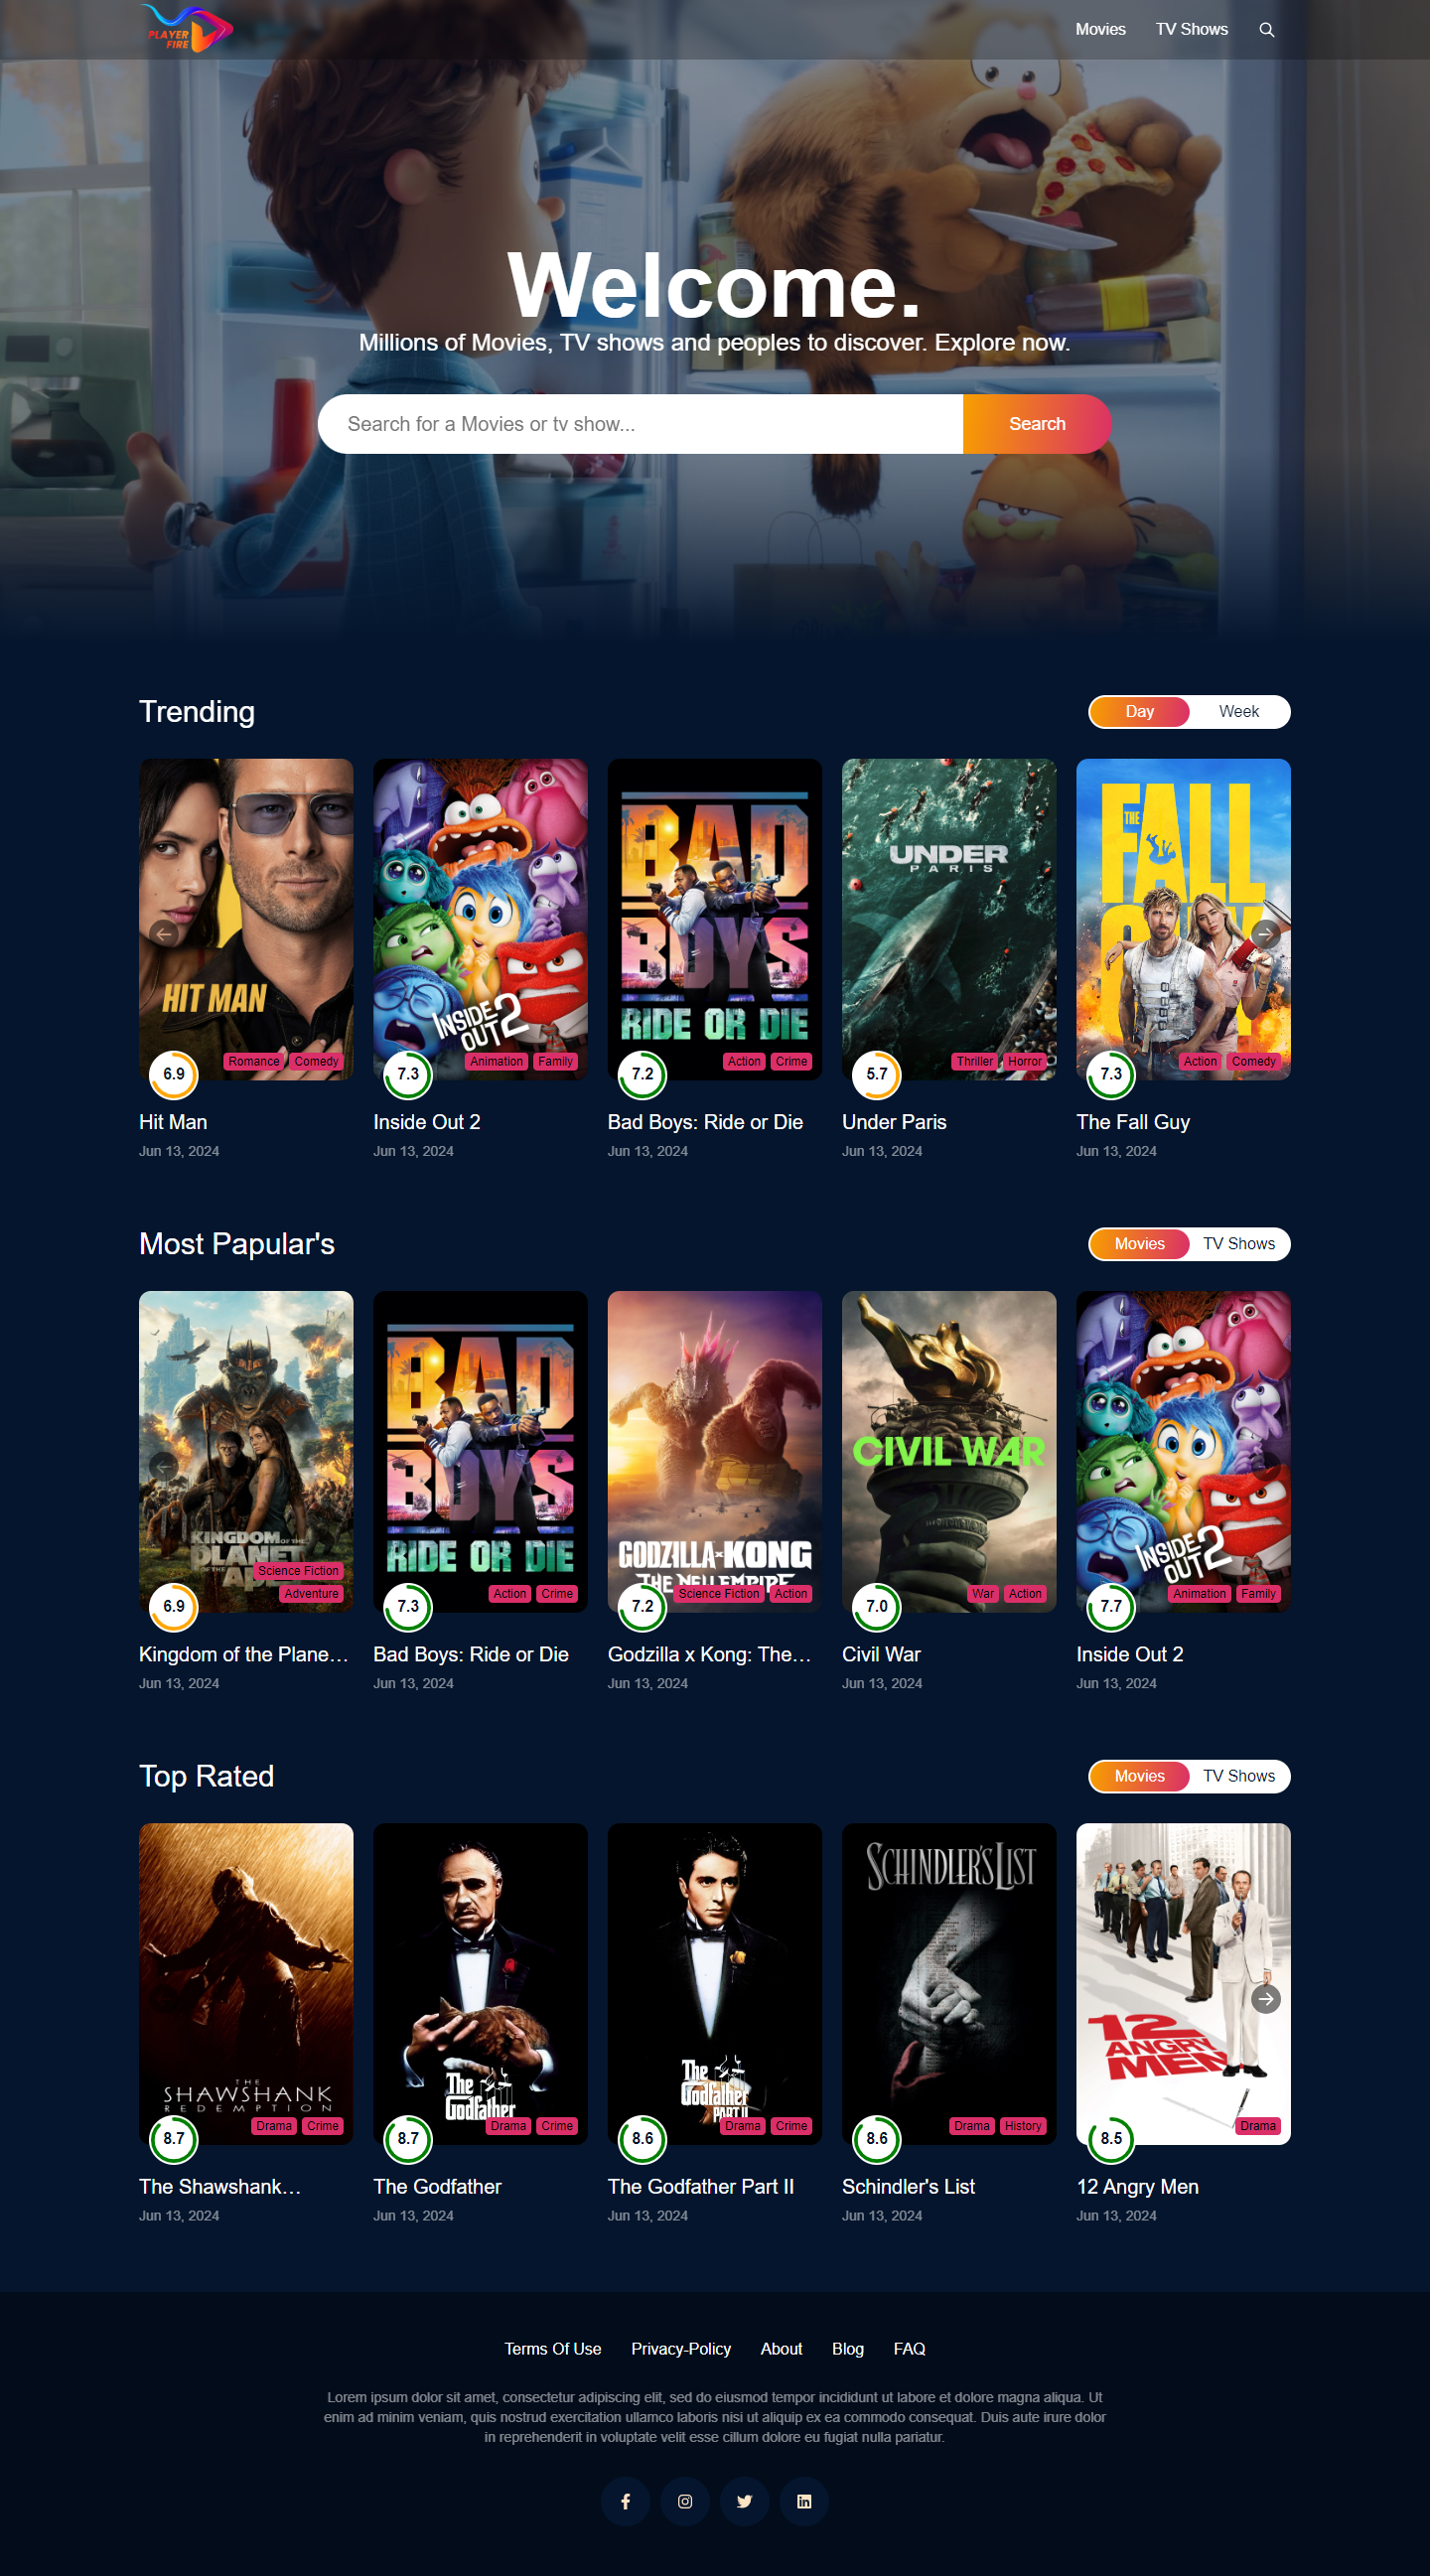 PLAYER
FIRE
Movies TV Shows
Welcome.
Millions of Movies, TV shows and peoples to discover. Explore now.
Search for a Movies or tv show...
Search
Trending
Day Week
HIT MAN
INSIDE OUT 2
BAD BOYS
RIDE OR DIE
UNDER
PARIS
THE FALL GUY
Romance Comedy
Animation Family
Action Crime
Thriller Horror
Action Comedy
6.9
7.3
7.2
5.7
7.3
Hit Man
Inside Out 2
Bad Boys: Ride or Die
Under Paris
The Fall Guy
Jun 13, 2024
Jun 13, 2024
Jun 13, 2024
Jun 13, 2024
Jun 13, 2024
Most Papular's
Movies TV Shows
KINGDOM OF THE
PLANET
OF THE APES
BAD BOYS
RIDE OR DIE
GODZILLA x KONG
THE NEW EMPIRE
CIVIL WAR
INSIDE OUT 2
Science Fiction
Adventure
Action Crime
Science Fiction Action
War Action
Animation Family
6.9
7.3
7.2
7.0
7.7
Kingdom of the Plane...
Bad Boys: Ride or Die
Godzilla x Kong: The...
Civil War
Inside Out 2
Jun 13, 2024
Jun 13, 2024
Jun 13, 2024
Jun 13, 2024
Jun 13, 2024
Top Rated
Movies TV Shows
THE
SHAWSHANK
REDEMPTION
The
Godfather
The
Godfather
PART II
SCHINDLER'S LIST
12
ANGRY
MEN
Drama Crime
Drama Crime
Drama Crime
Drama History
Drama
8.7
8.7
8.6
8.6
8.5
The Shawshank...
The Godfather
The Godfather Part II
Schindler's List
12 Angry Men
Jun 13, 2024
Jun 13, 2024
Jun 13, 2024
Jun 13, 2024
Jun 13, 2024
Terms Of Use Privacy-Policy About Blog FAQ
Lorem ipsum dolor sit amet, consectetur adipiscing elit, sed do eiusmod tempor incididunt ut labore et dolore magna aliqua. Ut
enim ad minim veniam, quis nostrud exercitation ullamco laboris nisi ut aliquip ex ea commodo consequat. Duis aute irure dolor
in reprehenderit in voluptate velit esse cillum dolore eu fugiat nulla pariatur.